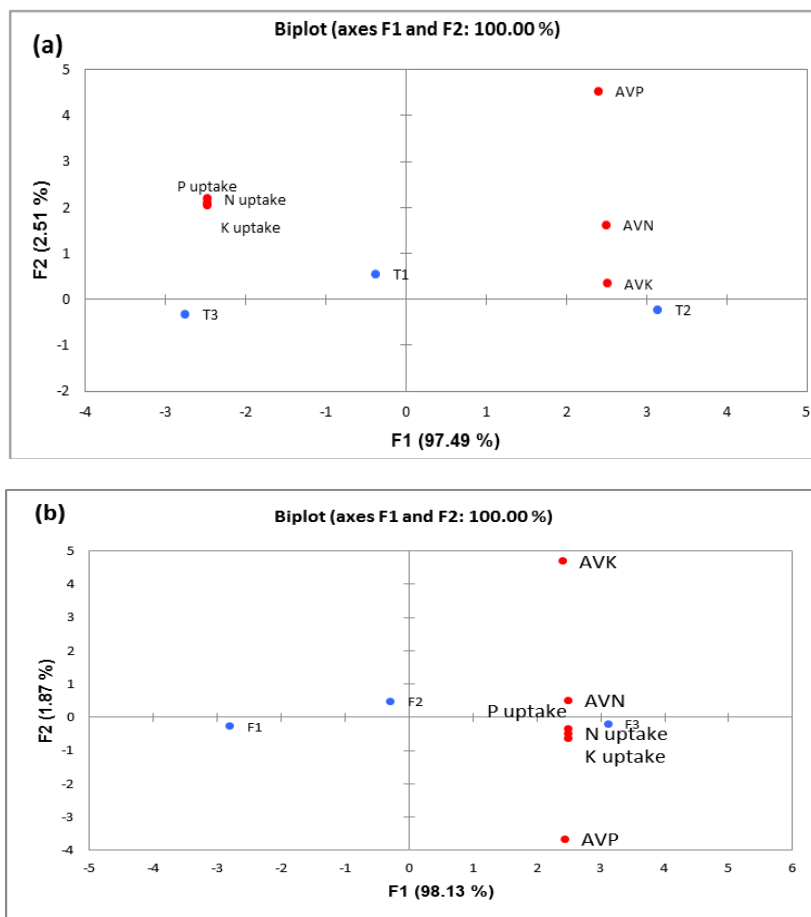 Biplot (axes F1 and F2: 100.00 %)
(a)
5
4
3
2
1
0
-1
-2
F2 (2.51 %)
AVP
P uptake
N uptake
K uptake
AVN
T1
AVK
T3
T2
-4 -3 -2 -1 0 1 2 3 4 5
F1 (97.49 %)
(b)
Biplot (axes F1 and F2: 100.00 %)
5
4
3
2
1
0
-1
-2
-3
-4
F2 (1.87 %)
AVK
F2
AVN
P uptake
F1
F3
N uptake
K uptake
AVP
-5 -4 -3 -2 -1 0 1 2 3 4 5 6
F1 (98.13 %)